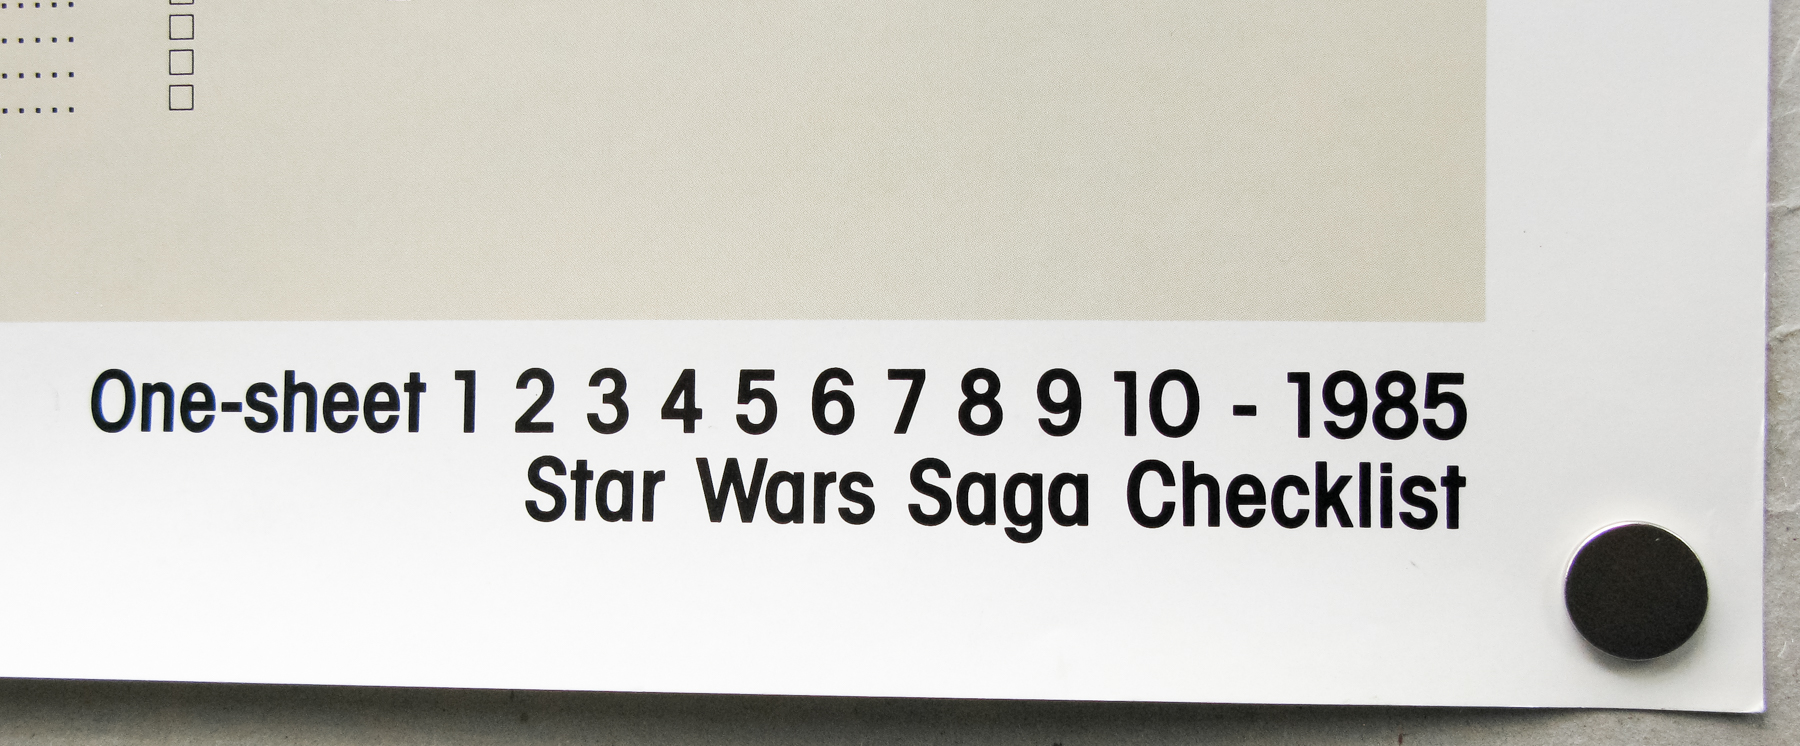 One-sheet 1 2 3 4 5 6 7 8 9 10 - 1985
Star Wars Saga Checklist